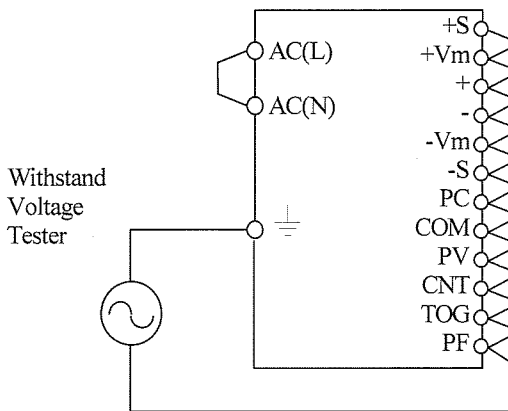 +S
AC(L)
+Vm
+
AC(N)
-
-Vm
Withstand
Voltage
Tester
-S
PC
COM
PV
CNT
TOG
PF